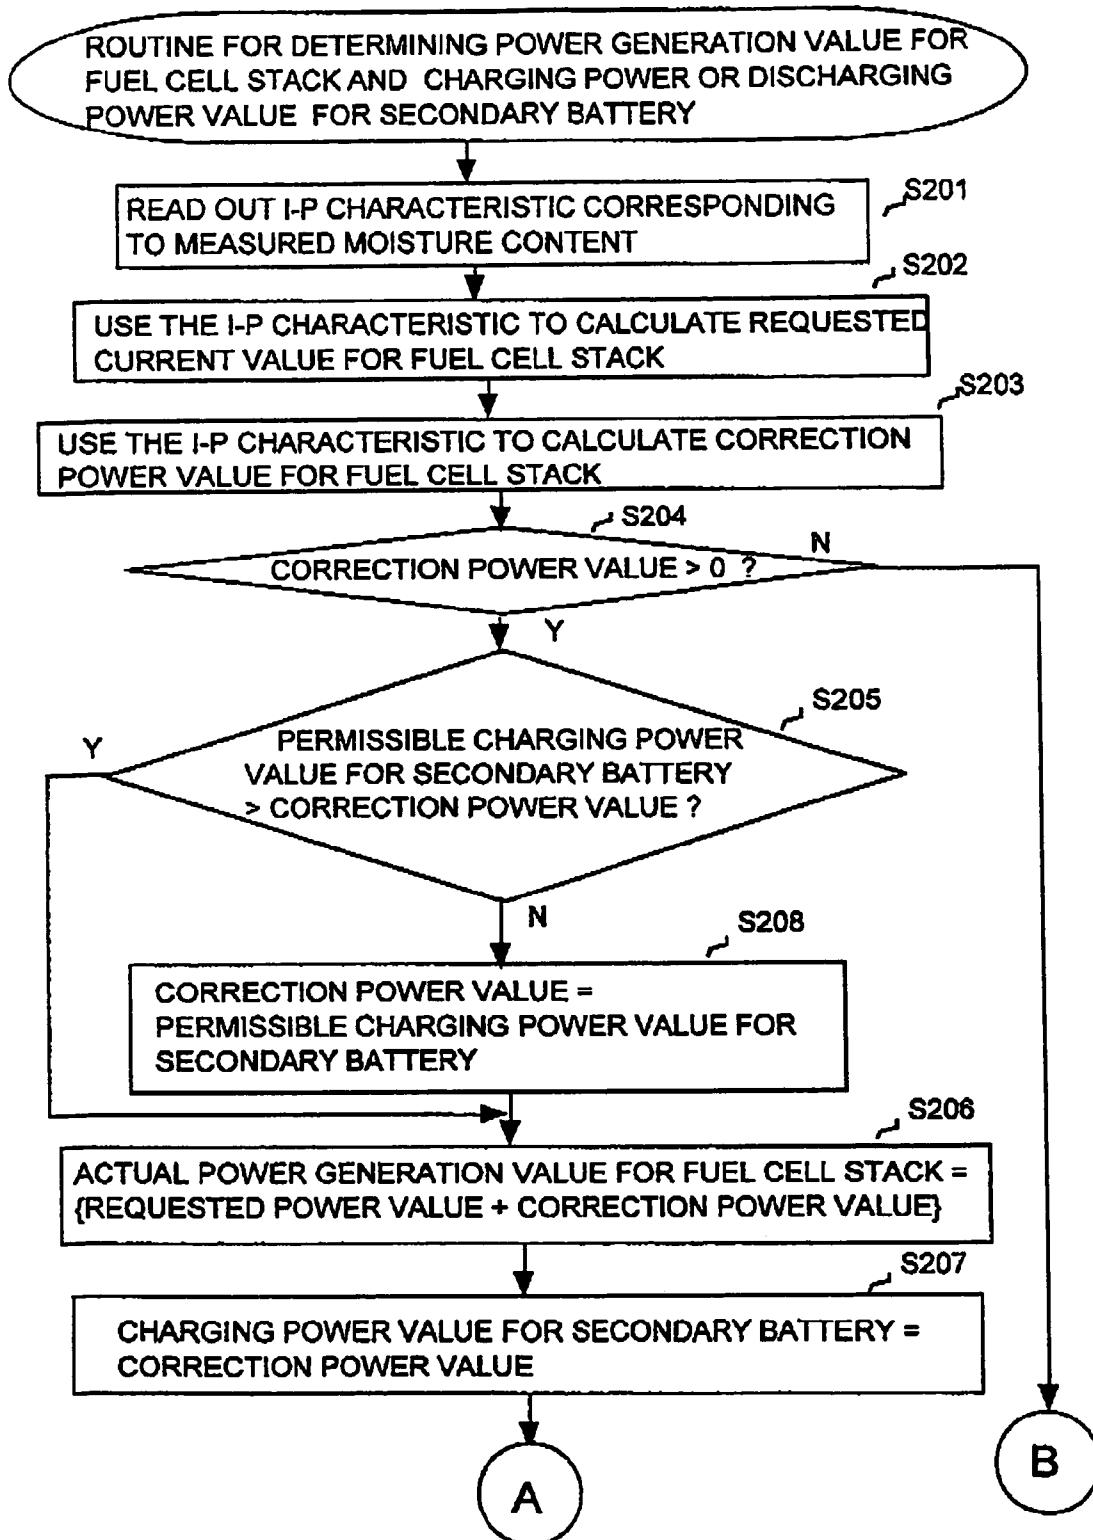 ROUTINE FOR DETERMINING POWER GENERATION VALUE FOR
FUEL CELL STACK AND CHARGING POWER OR DISCHARGING
POWER VALUE FOR SECONDARY BATTERY
S201
READ OUT I-P CHARACTERISTIC CORRESPONDING
TO MEASURED MOISTURE CONTENT
S202
USE THE I-P CHARACTERISTIC TO CALCULATE REQUESTED
CURRENT VALUE FOR FUEL CELL STACK
S203
USE THE I-P CHARACTERISTIC TO CALCULATE CORRECTION
POWER VALUE FOR FUEL CELL STACK
S204
N
CORRECTION POWER VALUE > 0 ?
Y
S205
Y
PERMISSIBLE CHARGING POWER
VALUE FOR SECONDARY BATTERY
> CORRECTION POWER VALUE ?
N
S208
CORRECTION POWER VALUE =
PERMISSIBLE CHARGING POWER VALUE FOR
SECONDARY BATTERY
S206
ACTUAL POWER GENERATION VALUE FOR FUEL CELL STACK =
{REQUESTED POWER VALUE + CORRECTION POWER VALUE}
S207
CHARGING POWER VALUE FOR SECONDARY BATTERY =
CORRECTION POWER VALUE
A
B